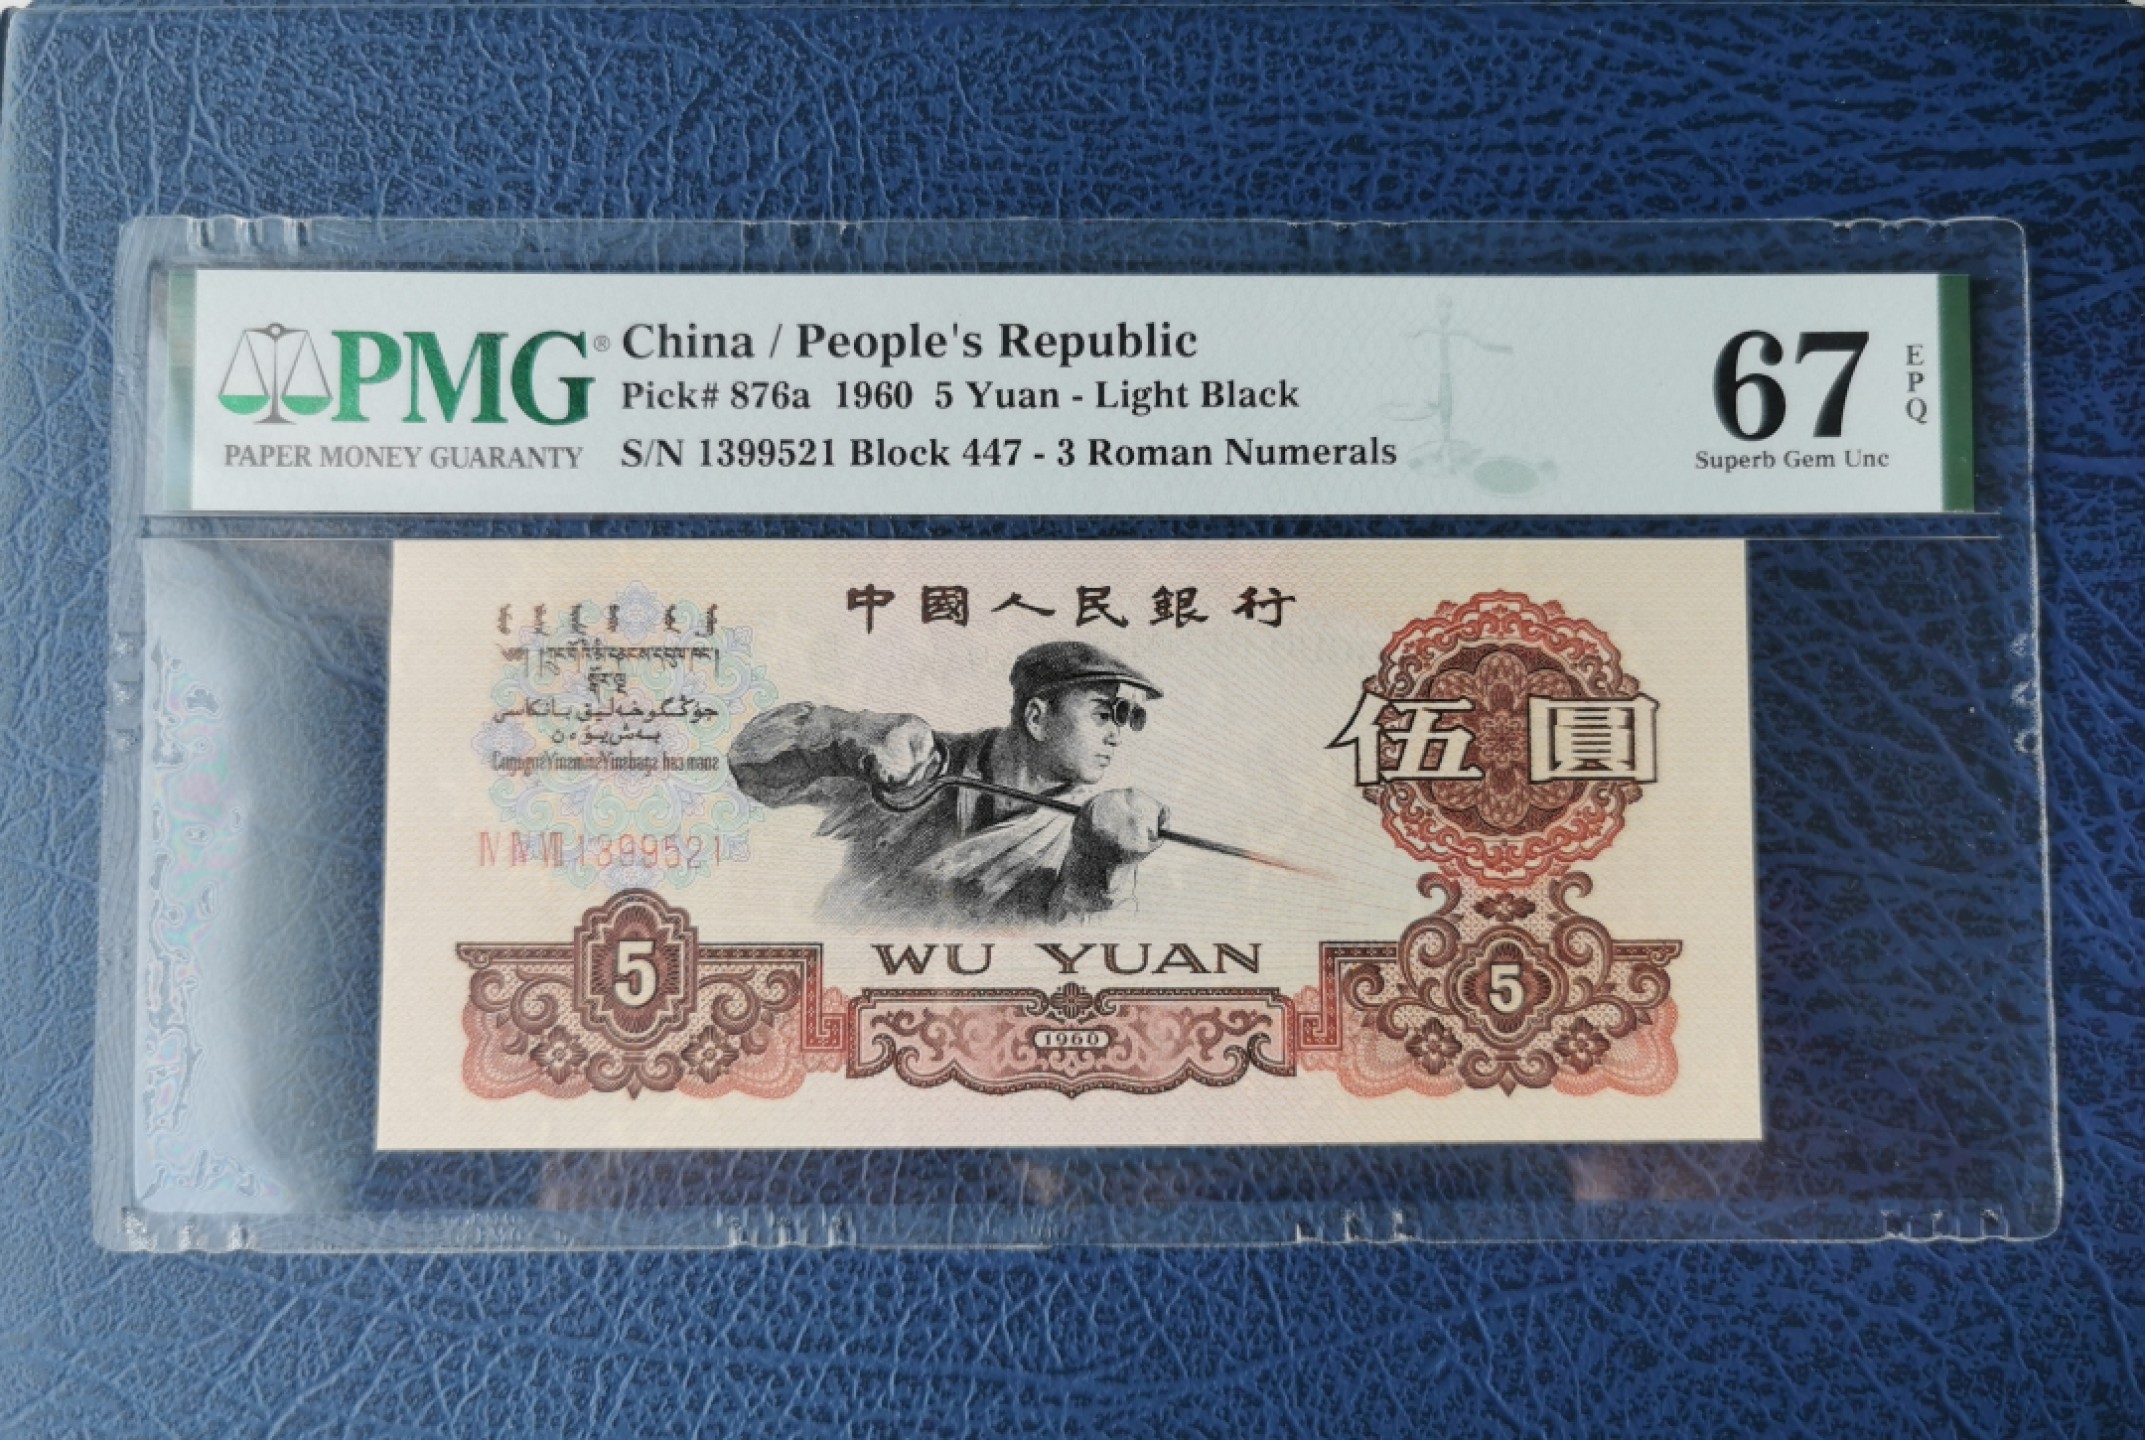 PMG®
PAPER MONEY GUARANTY
China / People's Republic
Pick# 876a 1960 5 Yuan - Light Black
S/N 1399521 Block 447 - 3 Roman Numerals
67
EPQ
Superb Gem Unc
中國人民銀行
伍圓
ⅣⅣⅦ1399521
5
WU YUAN
5
1960